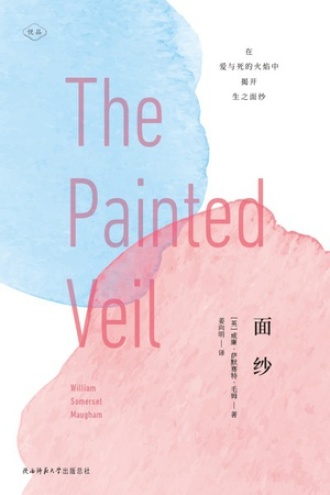 悦品
在
爱与死的火焰中
揭开
生之面纱
The
Painted
Veil
面纱
[英]威廉·萨默赛特·毛姆—著
姜向明—译
William
Somerset
Maugham
陕西师范大学出版总社